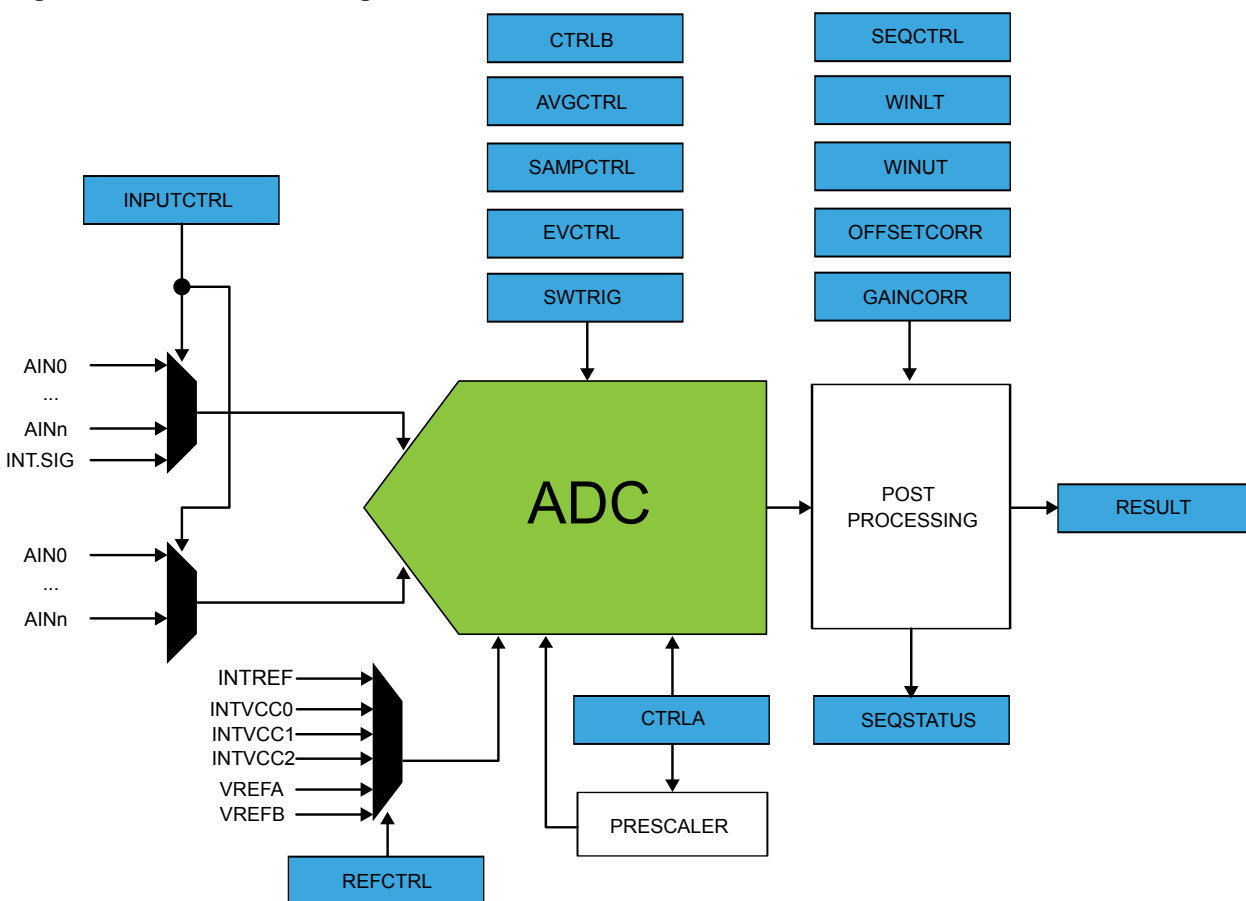 CTRLB
SEQCTRL
AVGCTRL
WINLT
SAMPCTRL
WINUT
INPUTCTRL
EVCTRL
OFFSETCORR
SWTRIG
GAINCORR
AIN0
...
AINn
INT.SIG
ADC
POST
PROCESSING
RESULT
AIN0
...
AINn
INTREF
INTVCC0
INTVCC1
INTVCC2
VREFA
VREFB
CTRLA
SEQSTATUS
PRESCALER
REFCTRL